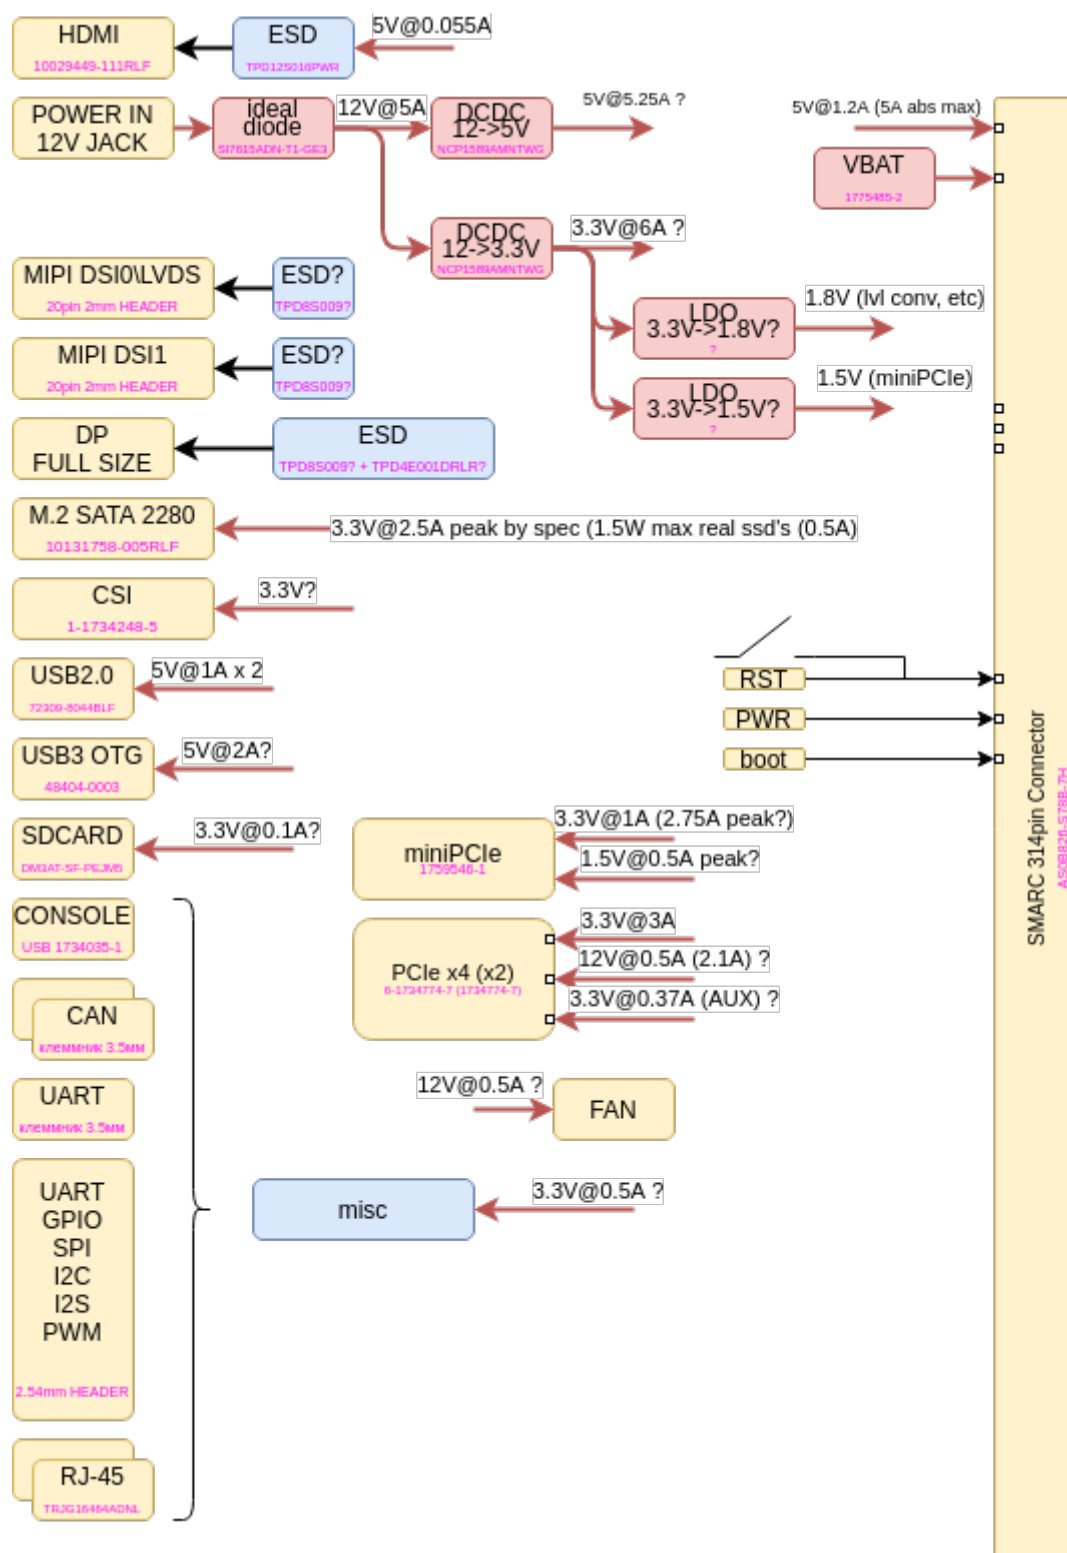 HDMI
10029449-111RLF
ESD
TPD12S016PWR
5V@0.055A
POWER IN
12V JACK
ideal
diode
SI7615ADN-T1-GE3
12V@5A
DCDC
12->5V
NCP1589AMNTWG
5V@5.25A ?
5V@1.2A (5A abs max)
VBAT
1775485-2
DCDC
12->3.3V
NCP1589AMNTWG
3.3V@6A ?
MIPI DSI0\LVDS
20pin 2mm HEADER
ESD?
TPD8S009?
LDO
3.3V->1.8V?
?
1.8V (lvl conv, etc)
MIPI DSI1
20pin 2mm HEADER
ESD?
TPD8S009?
LDO
3.3V->1.5V?
?
1.5V (miniPCIe)
DP
FULL SIZE
ESD
TPD8S009? + TPD4E001DRLR?
M.2 SATA 2280
10131758-005RLF
3.3V@2.5A peak by spec (1.5W max real ssd's (0.5A)
CSI
1-1734248-5
3.3V?
USB2.0
72309-8044BLF
5V@1A x 2
RST
PWR
boot
USB3 OTG
48404-0003
5V@2A?
SDCARD
DM3AT-SF-PEJM5
3.3V@0.1A?
miniPCIe
1759546-1
3.3V@1A (2.75A peak?)
1.5V@0.5A peak?
SMARC 314pin Connector
AS0B826-S78B-7H
CONSOLE
USB 1734035-1
PCIe x4 (x2)
6-1734774-7 (1734774-7)
3.3V@3A
12V@0.5A (2.1A) ?
3.3V@0.37A (AUX) ?
CAN
клеммник 3.5мм
UART
клеммник 3.5мм
12V@0.5A ?
FAN
UART
GPIO
SPI
I2C
I2S
PWM
2.54mm HEADER
misc
3.3V@0.5A ?
RJ-45
TRJG16464ADNL